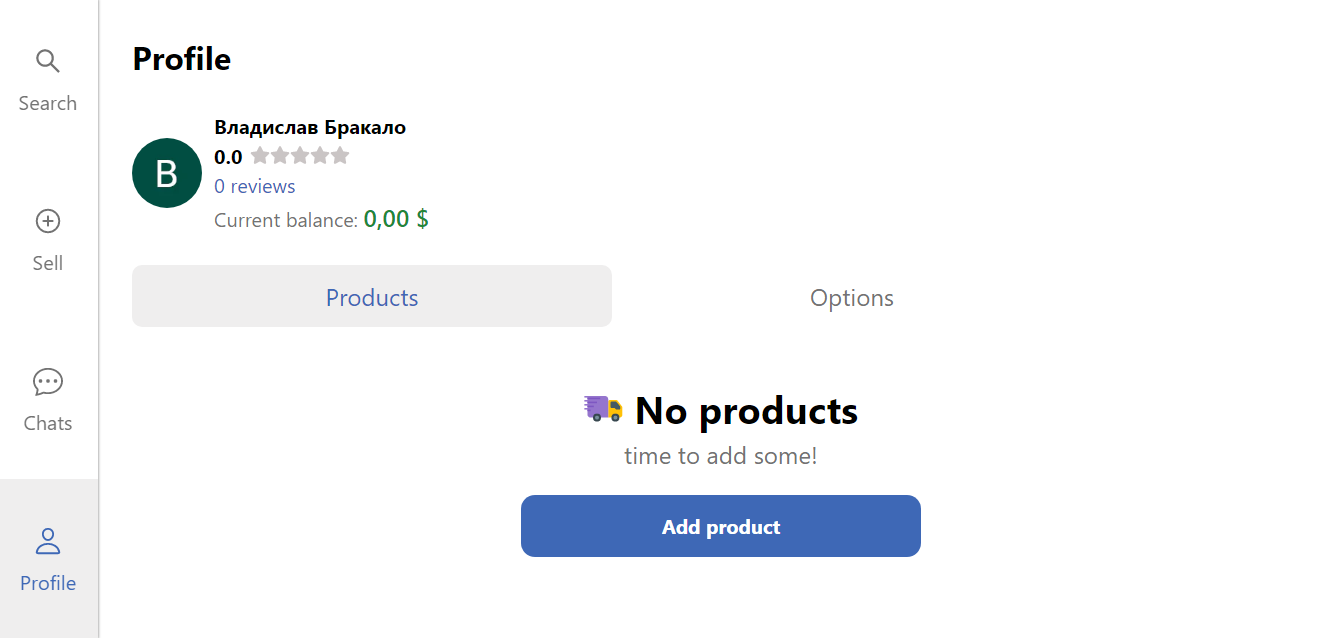 Search
Sell
Chats
Profile
Profile
Владислав Бракало
В
0.0
0 reviews
Current balance: 0,00 $
Products
Options
No products
time to add some!
Add product